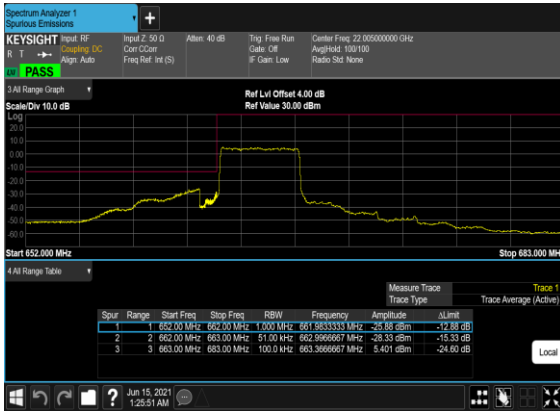 Spectrum Analyzer 1
Spurious Emissions
+
KEYSIGHT
R T
LM PASS
Input: RF
Coupling: DC
Align: Auto
Input Z: 50 Ω
Corr CCorr
Freq Ref: Int (S)
Atten: 40 dB
Trig: Free Run
Gate: Off
IF Gain: Low
Center Freq: 22.005000000 GHz
Avg|Hold: 100/100
Radio Std: None
3 All Range Graph
Scale/Div 10.0 dB
Ref Lvl Offset 4.00 dB
Ref Value 30.00 dBm
Log
20.0
10.0
0.00
-10.0
-20.0
-30.0
-40.0
-50.0
-60.0
Start 652.000 MHz
Stop 683.000 MH
4 All Range Table
Measure Trace Trace 1
Trace Type Trace Average (Active)
Spur Range Start Freq Stop Freq RBW Frequency Amplitude ΔLimit
1 1 652.00 MHz 662.00 MHz 1.000 MHz 661.9833333 MHz -25.88 dBm -12.88 dB
2 2 662.00 MHz 663.00 MHz 51.00 kHz 662.9966667 MHz -28.33 dBm -15.33 dB
3 3 663.00 MHz 683.00 MHz 100.0 kHz 663.3666667 MHz 5.401 dBm -24.60 dB
Local
?
Jun 15, 2021
1:25:51 AM